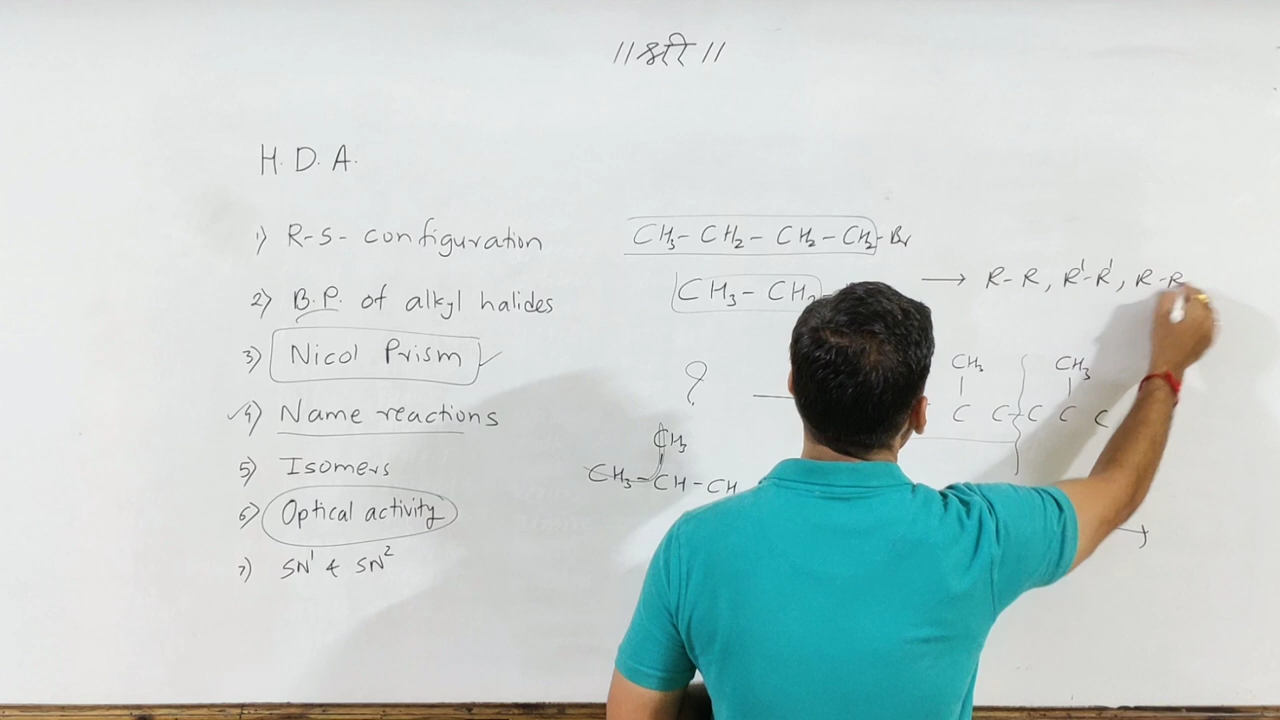 ॥श्री॥
H. D. A.
1) R-S- configuration
2) B.P. of alkyl halides
3) Nicol Prism
4) Name reactions
5) Isomers
6) Optical activity
7) SN¹ & SN²
CH₃- CH₂ - CH₂ - CH₂-Br
CH₃ - CH₂
→ R-R, R'-R', R-R
?
CH₃ CH₃
C C-C C C
CH₃
CH₃-CH-CH